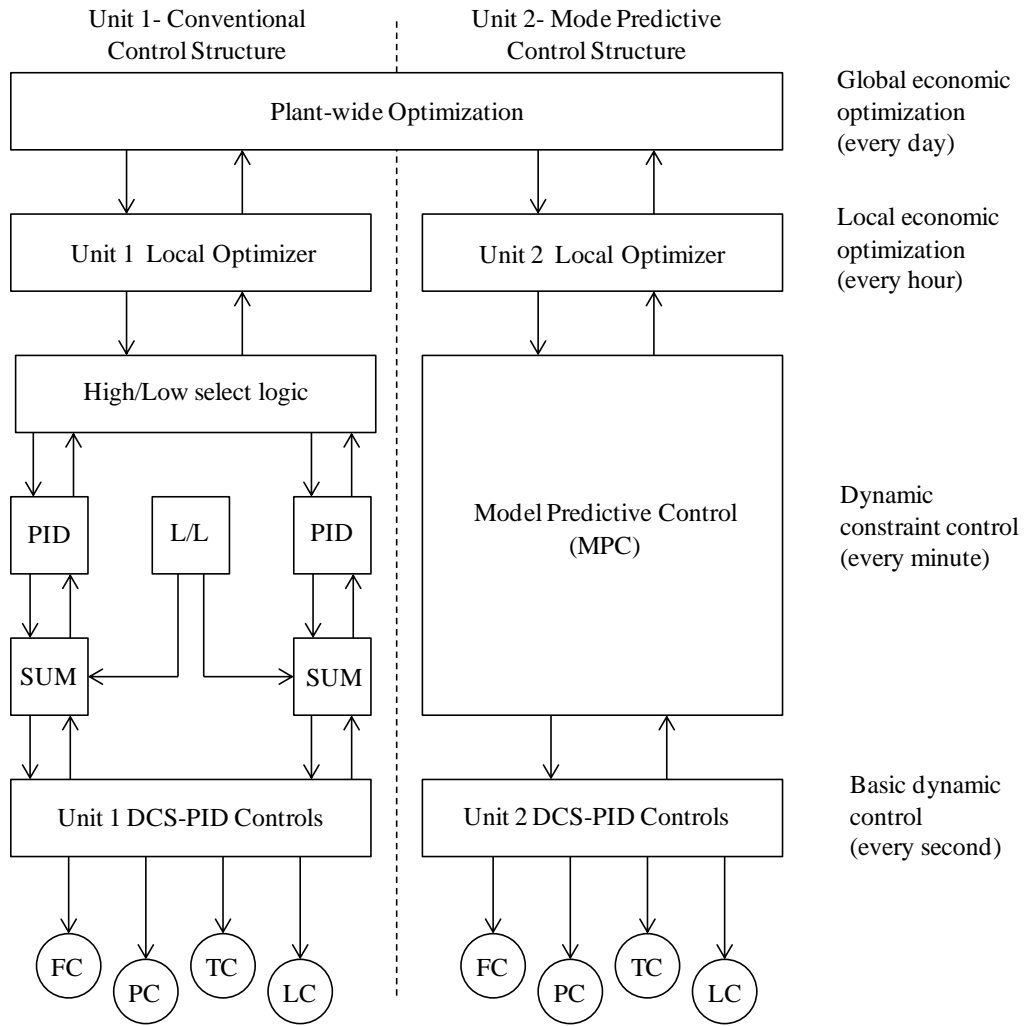 Unit 1- Conventional
Control Structure
Unit 2- Mode Predictive
Control Structure
Plant-wide Optimization
Global economic
optimization
(every day)
Unit 1 Local Optimizer
Unit 2 Local Optimizer
Local economic
optimization
(every hour)
High/Low select logic
PID
L/L
PID
Model Predictive Control
(MPC)
Dynamic
constraint control
(every minute)
SUM
SUM
Unit 1 DCS-PID Controls
Unit 2 DCS-PID Controls
Basic dynamic
control
(every second)
FC
PC
TC
LC
FC
PC
TC
LC